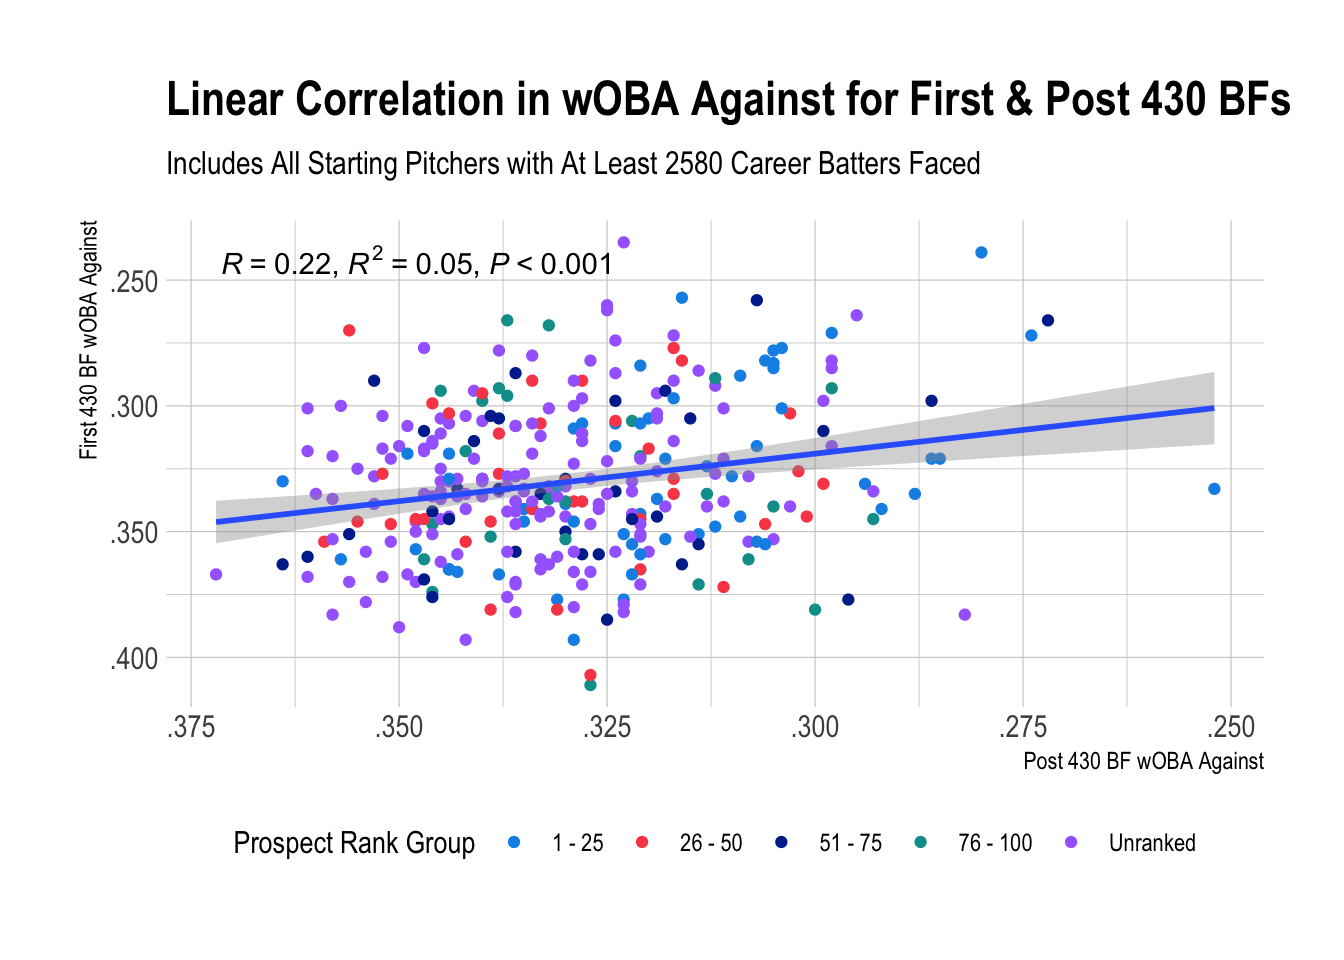 Linear Correlation in wOBA Against for First & Post 430 BFs
Includes All Starting Pitchers with At Least 2580 Career Batters Faced
First 430 BF wOBA Against
R = 0.22, R² = 0.05, P < 0.001
.250
.300
.350
.400
.375 .350 .325 .300 .275 .250
Post 430 BF wOBA Against
Prospect Rank Group 1 - 25 26 - 50 51 - 75 76 - 100 Unranked